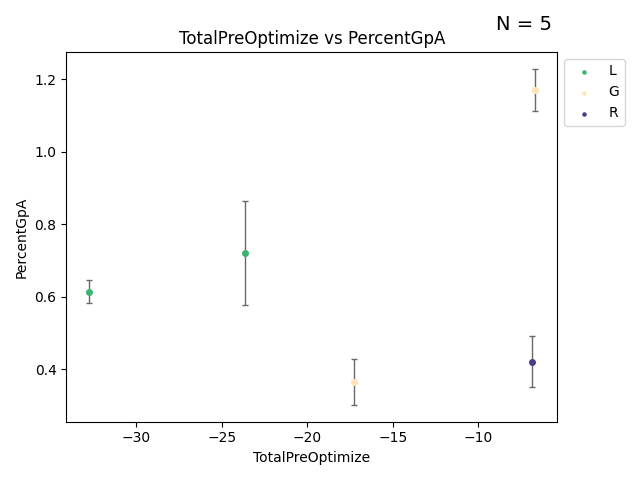 N = 5
TotalPreOptimize vs PercentGpA
L
G
R
1.2
1.0
0.8
0.6
0.4
PercentGpA
−30
−25
−20
−15
−10
TotalPreOptimize